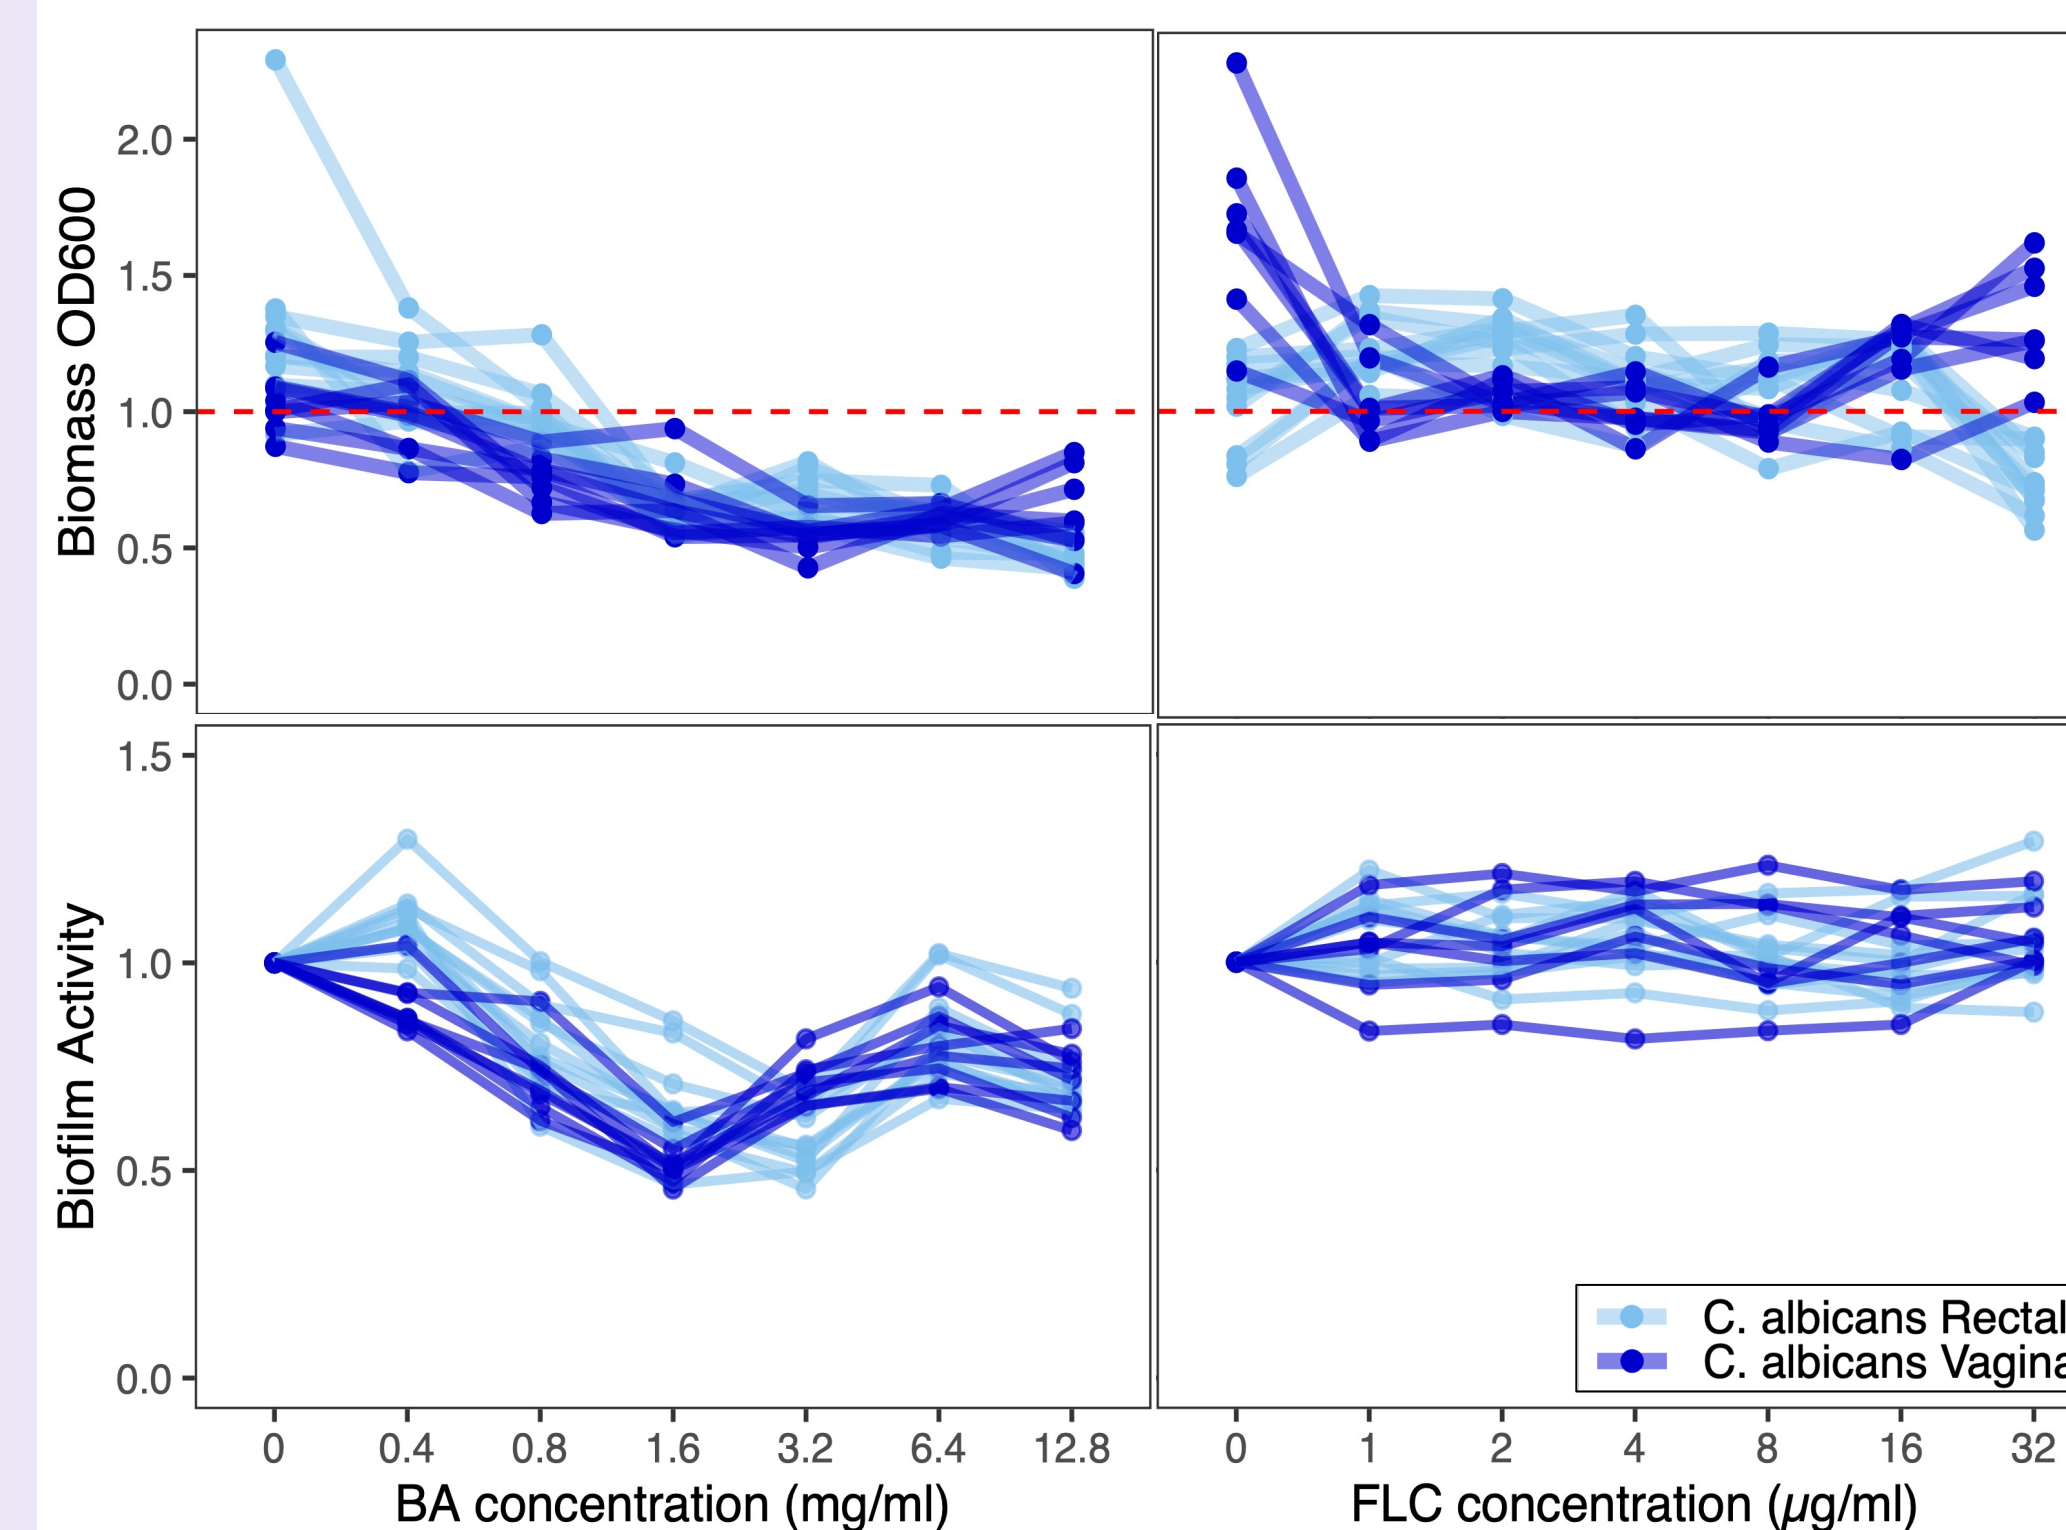 Biomass OD600
2.0
1.5
1.0
0.5
0.0
Biofilm Activity
1.5
1.0
0.5
0.0
C. albicans Rectal
C. albicans Vagina
0 0.4 0.8 1.6 3.2 6.4 12.8
BA concentration (mg/ml)
0 1 2 4 8 16 32
FLC concentration (µg/ml)